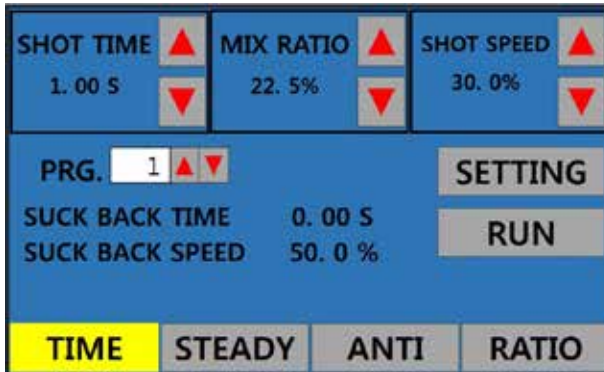 SHOT TIME
1. 00 S
MIX RATIO
22. 5%
SHOT SPEED
30. 0%
PRG. 1
SETTING
SUCK BACK TIME 0. 00 S
SUCK BACK SPEED 50. 0 %
RUN
TIME STEADY ANTI RATIO